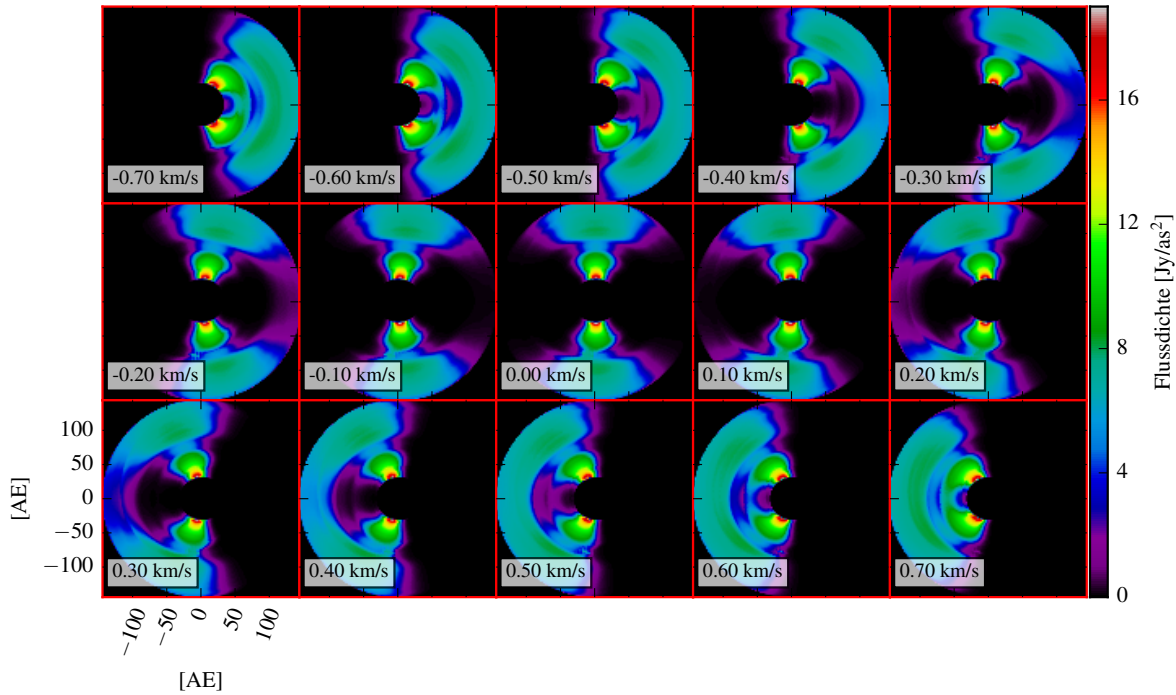 -0.70 km/s
-0.60 km/s
-0.50 km/s
-0.40 km/s
-0.30 km/s
-0.20 km/s
-0.10 km/s
0.00 km/s
0.10 km/s
0.20 km/s
0.30 km/s
0.40 km/s
0.50 km/s
0.60 km/s
0.70 km/s
100
50
0
−50
−100
[AE]
−100
−50
0
50
100
[AE]
16
12
8
4
0
Flussdichte [Jy/as²]